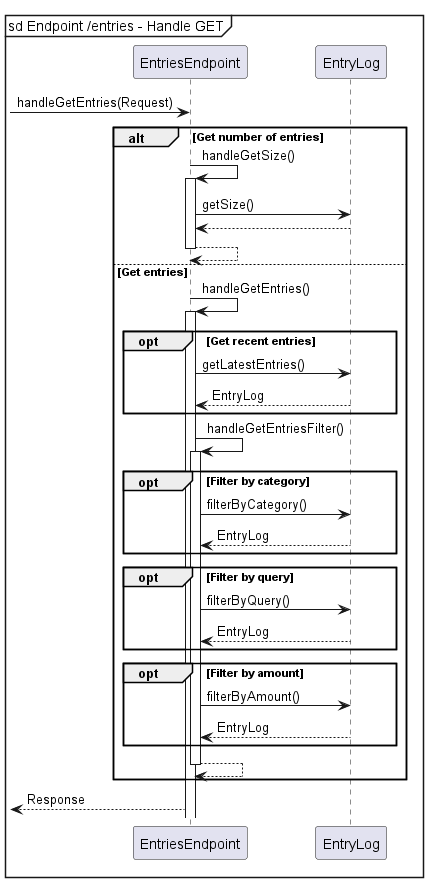 sd Endpoint /entries - Handle GET
EntriesEndpoint EntryLog
handleGetEntries(Request)
alt [Get number of entries]
handleGetSize()
getSize()
[Get entries]
handleGetEntries()
opt [Get recent entries]
getLatestEntries()
EntryLog
handleGetEntriesFilter()
opt [Filter by category]
filterByCategory()
EntryLog
opt [Filter by query]
filterByQuery()
EntryLog
opt [Filter by amount]
filterByAmount()
EntryLog
Response
EntriesEndpoint EntryLog